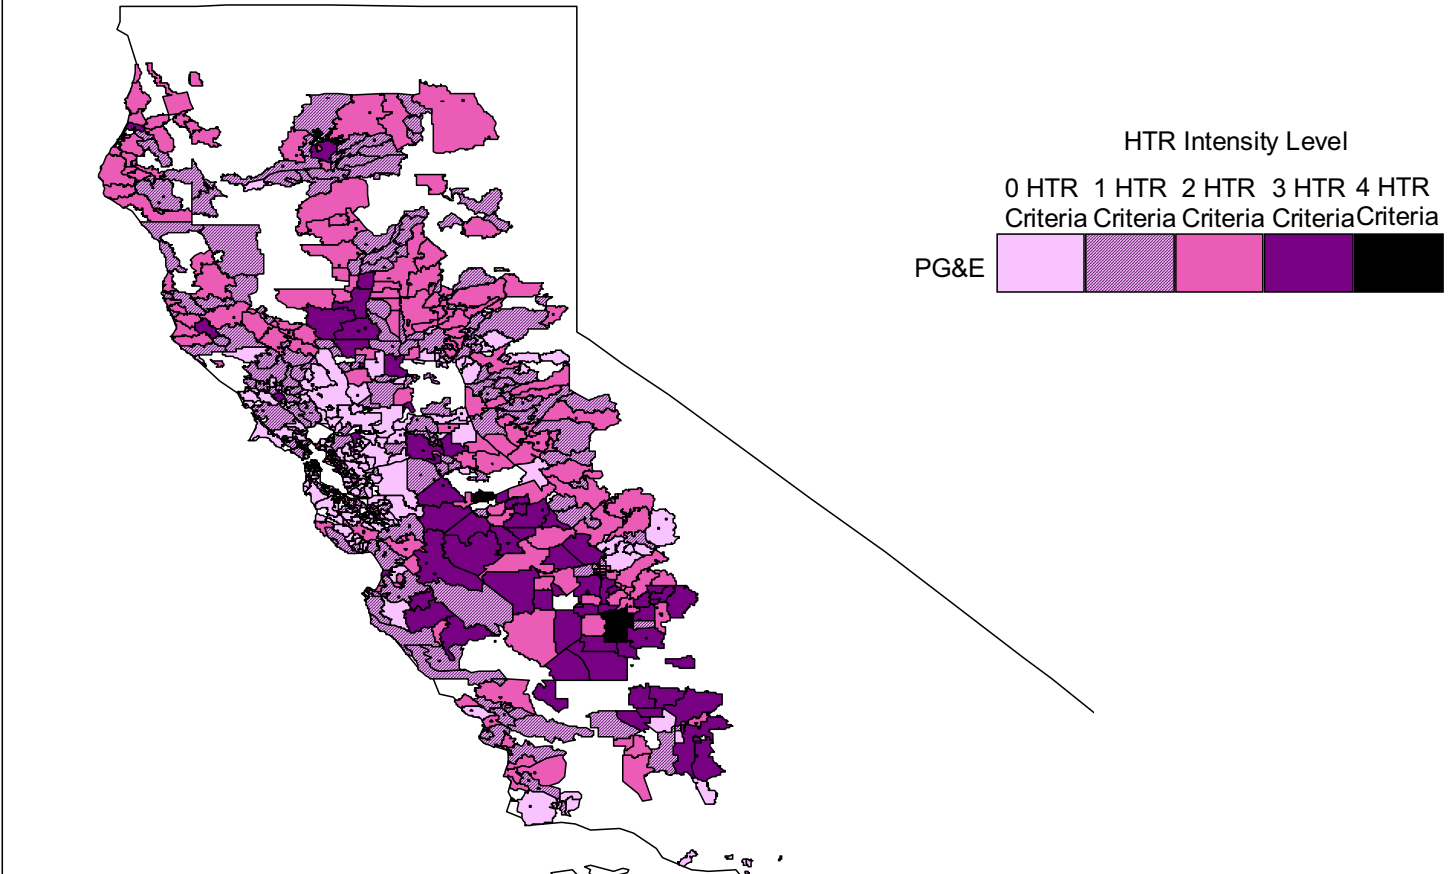 HTR Intensity Level
0 HTR 1 HTR 2 HTR 3 HTR 4 HTR
Criteria Criteria Criteria Criteria Criteria
PG&E